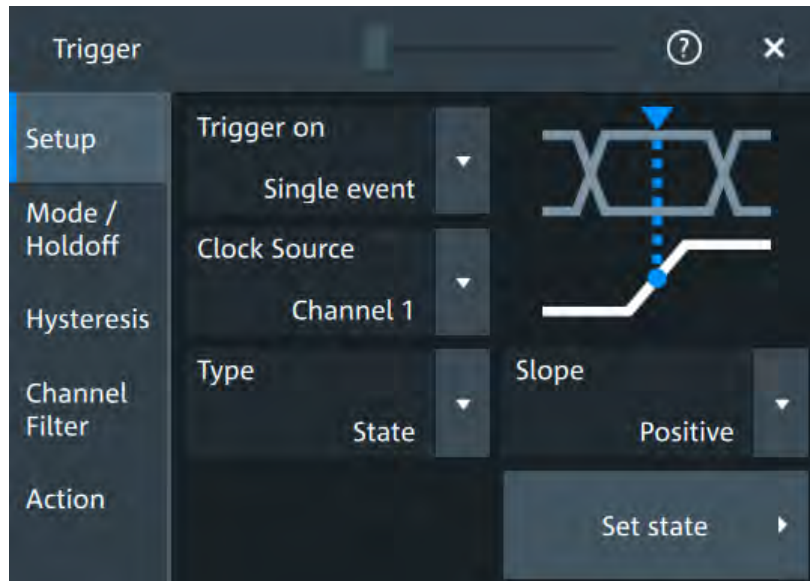 Trigger
?
Setup
Mode /
Holdoff
Hysteresis
Channel
Filter
Action
Trigger on
Single event
Clock Source
Channel 1
Type
State
Slope
Positive
Set state